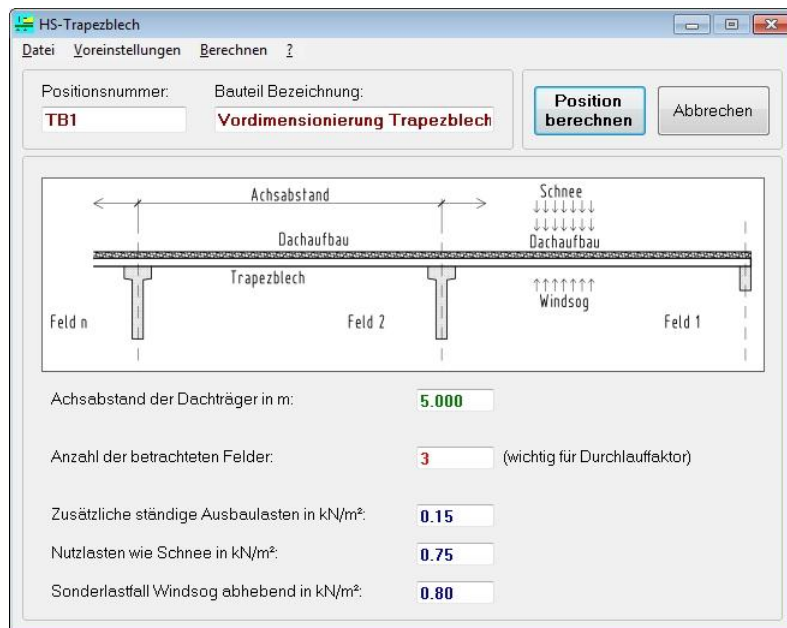 HS-Trapezblech
Datei Voreinstellungen Berechnen ?
Positionsnummer: Bauteil Bezeichnung:
TB1 Vordimensionierung Trapezblech
Position berechnen
Abbrechen
Achsabstand
Schnee
Dachaufbau
Dachaufbau
Trapezblech
Windsog
Feld n
Feld 2
Feld 1
Achsabstand der Dachträger in m: 5.000
Anzahl der betrachteten Felder: 3 (wichtig für Durchlauffaktor)
Zusätzliche ständige Ausbaulasten in kN/m²: 0.15
Nutzlasten wie Schnee in kN/m²: 0.75
Sonderlastfall Windsog abhebend in kN/m²: 0.80